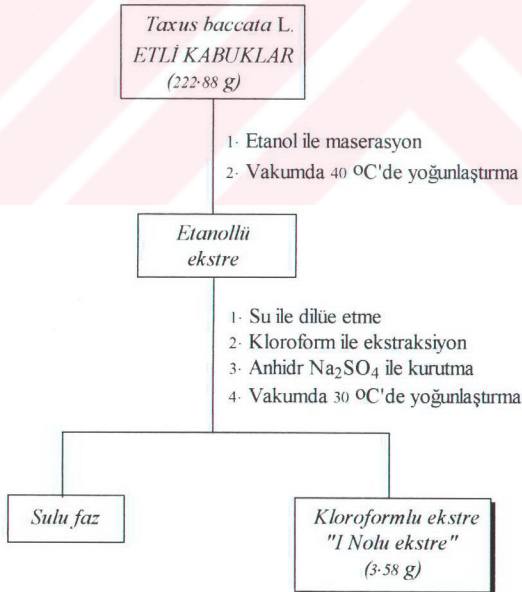 Taxus baccata L.
ETLİ KABUKLAR
(222·88 g)
1· Etanol ile maserasyon
2· Vakumda 40 °C'de yoğunlaştırma
Etanollü
ekstre
1· Su ile dilüe etme
2· Kloroform ile ekstraksiyon
3· Anhidr Na₂SO₄ ile kurutma
4· Vakumda 30 °C'de yoğunlaştırma
Sulu faz
Kloroformlu ekstre
"I Nolu ekstre"
(3·58 g)